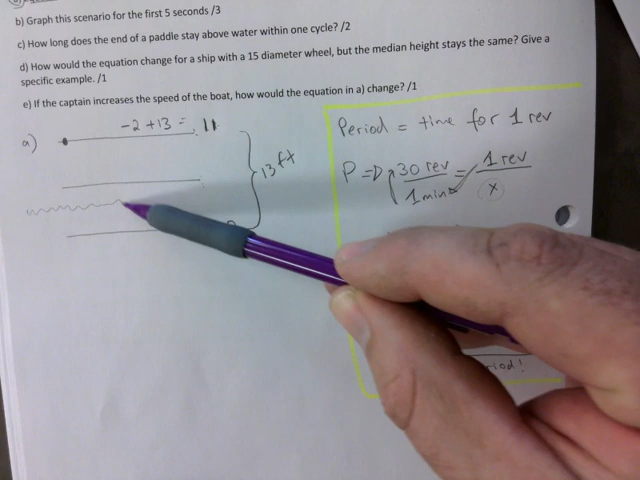 b) Graph this scenario for the first 5 seconds /3
c) How long does the end of a paddle stay above water within one cycle? /2
d) How would the equation change for a ship with a 15 diameter wheel, but the median height stays the same? Give a
specific example. /1
e) If the captain increases the speed of the boat, how would the equation in a) change? /1
a)
-2 +13 = 11
13 ft
Period = time for 1 rev
P =D 30 rev = 1 rev
1 min x
iod!